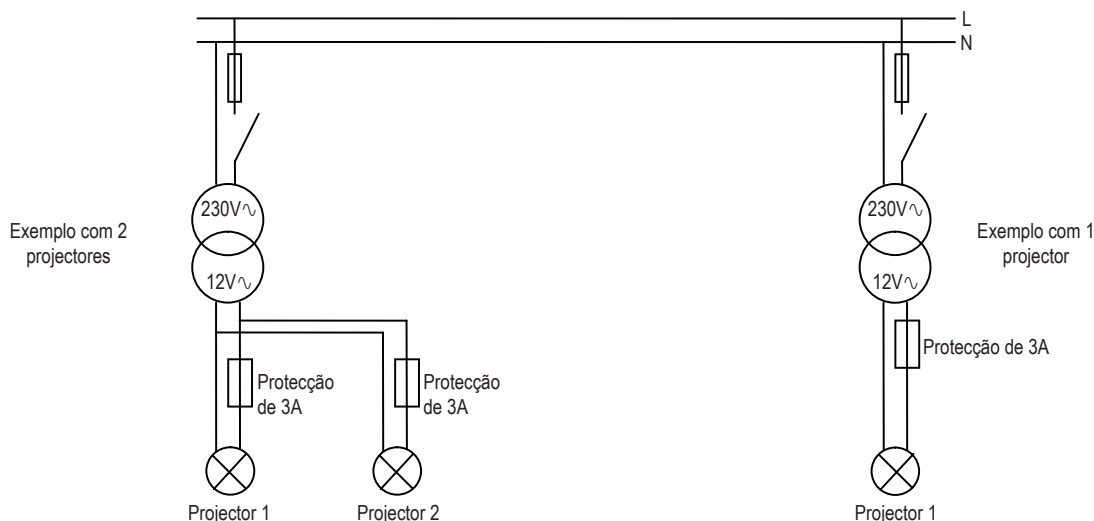 L
N
230V∿
230V∿
Exemplo com 2
projectores
Exemplo com 1
projector
12V∿
12V∿
Protecção de 3A
Protecção
de 3A
Protecção
de 3A
Projector 1
Projector 2
Projector 1